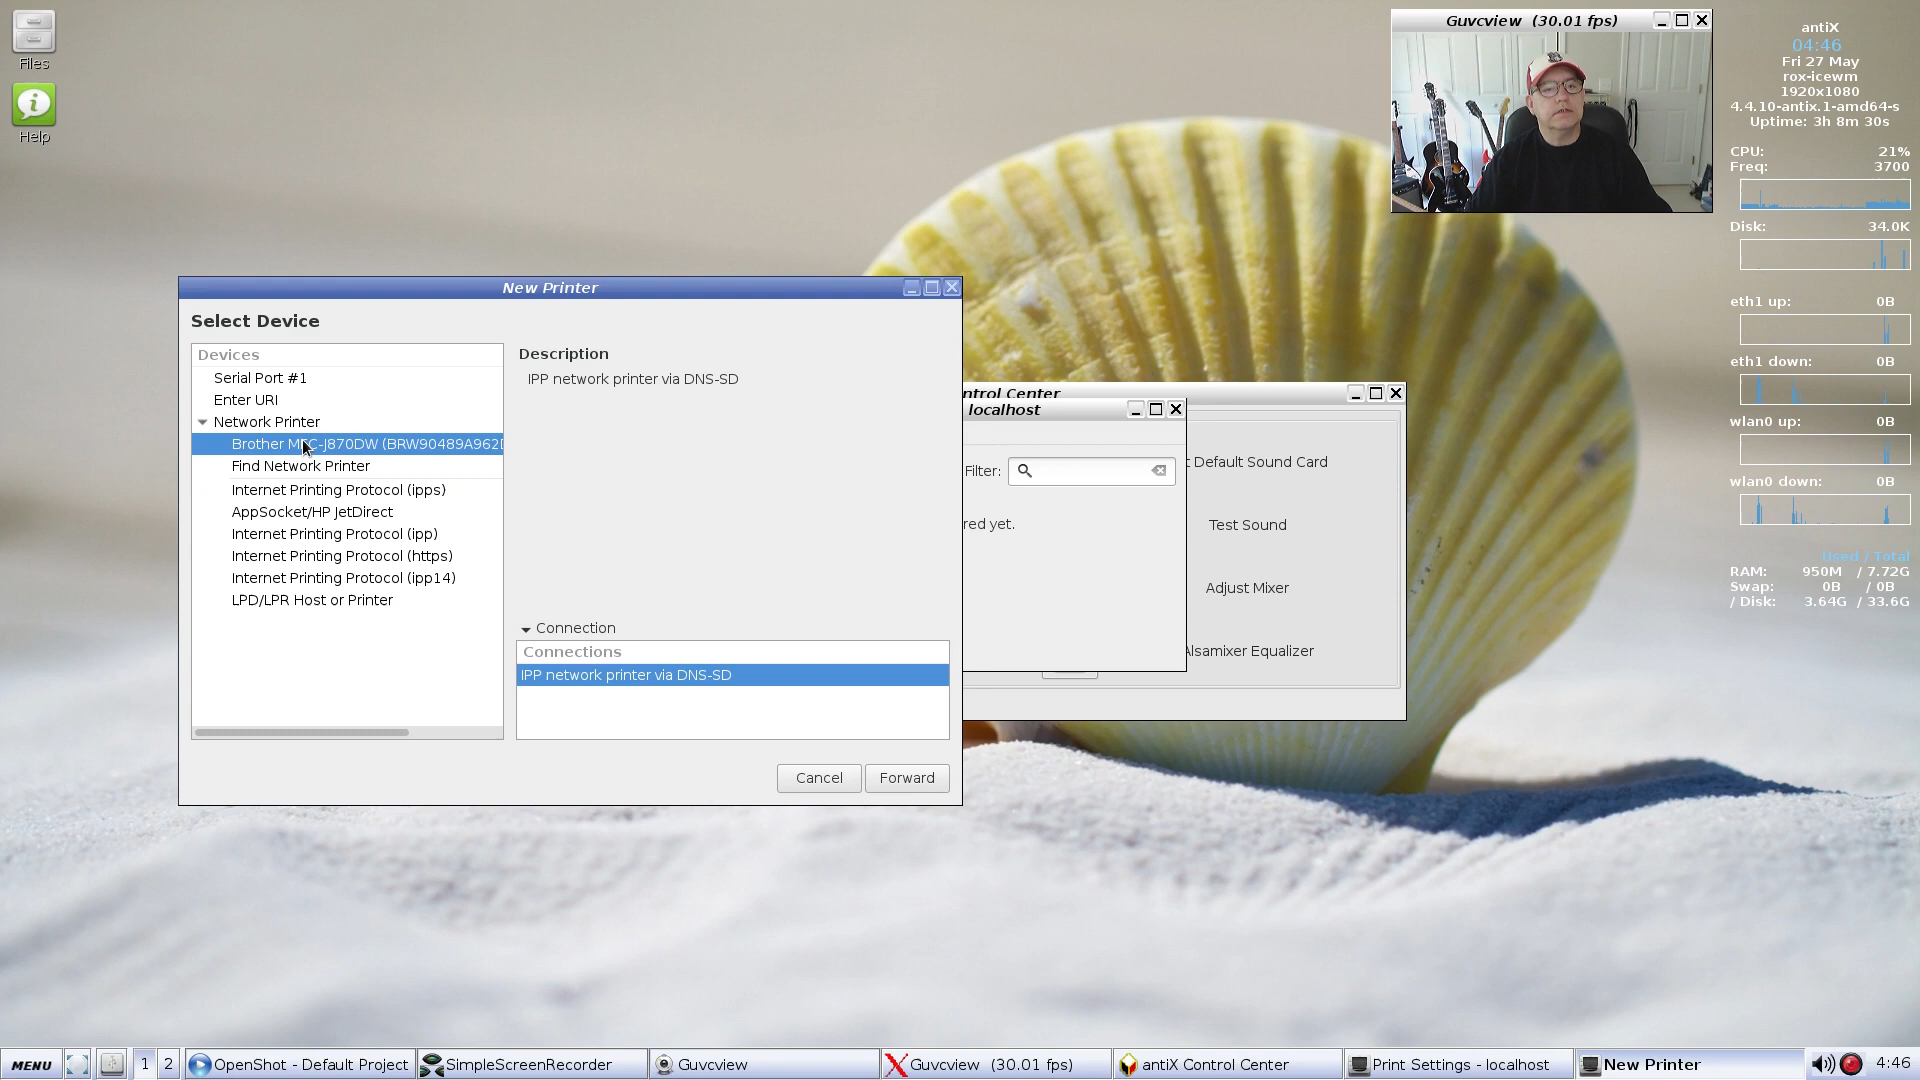 Files
Help
Guvcview (30.01 fps)
antiX
04:46
Fri 27 May
rox-icewm
1920x1080
4.4.10-antix.1-amd64-s
Uptime: 3h 8m 30s
CPU: 21%
Freq: 3700
Disk: 34.0K
eth1 up: 0B
eth1 down: 0B
wlan0 up: 0B
wlan0 down: 0B
Used / Total
RAM: 950M / 7.72G
Swap: 0B / 0B
/ Disk: 3.64G / 33.6G
New Printer
Select Device
Devices
Serial Port #1
Enter URI
Network Printer
Brother MFC-J870DW (BRW90489A962
Find Network Printer
Internet Printing Protocol (ipps)
AppSocket/HP JetDirect
Internet Printing Protocol (ipp)
Internet Printing Protocol (https)
Internet Printing Protocol (ipp14)
LPD/LPR Host or Printer
Description
IPP network printer via DNS-SD
Connection
Connections
IPP network printer via DNS-SD
Cancel
Forward
ntrol Center
localhost
Filter:
red yet.
t Default Sound Card
Test Sound
Adjust Mixer
Alsamixer Equalizer
MENU
1
2
OpenShot - Default Project
SimpleScreenRecorder
Guvcview
Guvcview (30.01 fps)
antiX Control Center
Print Settings - localhost
New Printer
4:46